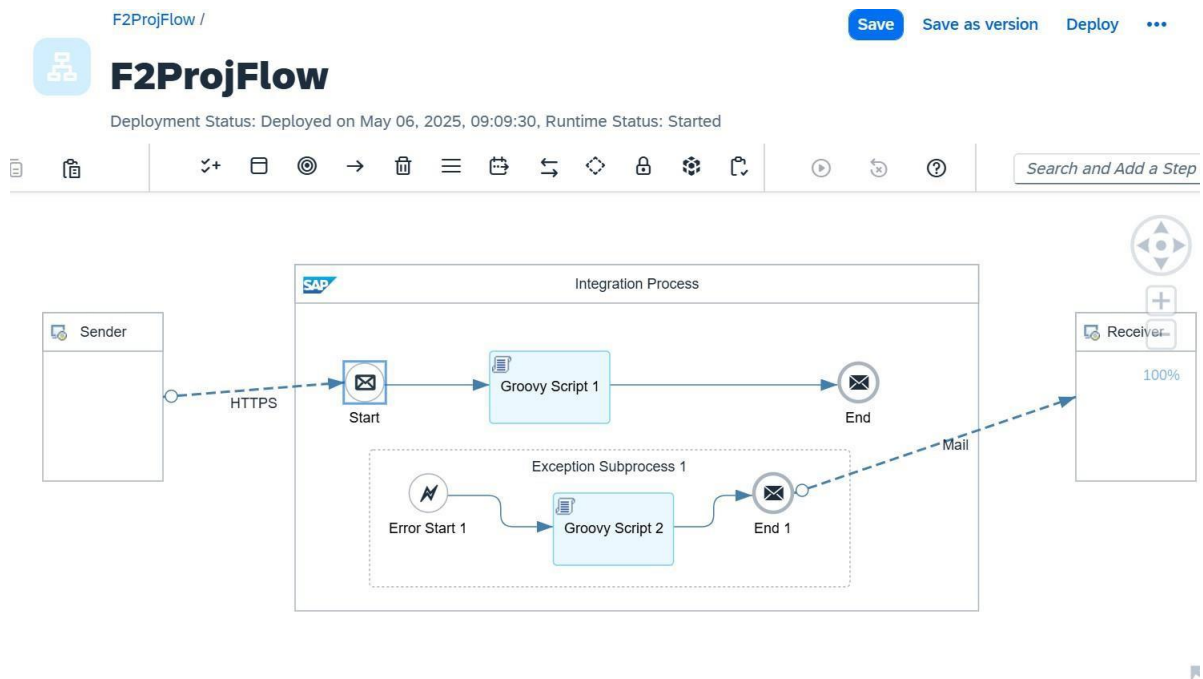 F2ProjFlow /
Save
Save as version
Deploy
F2ProjFlow
Deployment Status: Deployed on May 06, 2025, 09:09:30, Runtime Status: Started
Search and Add a Step
SAP
Integration Process
Sender
Receiver
100%
HTTPS
Start
Groovy Script 1
End
Mail
Exception Subprocess 1
Error Start 1
Groovy Script 2
End 1